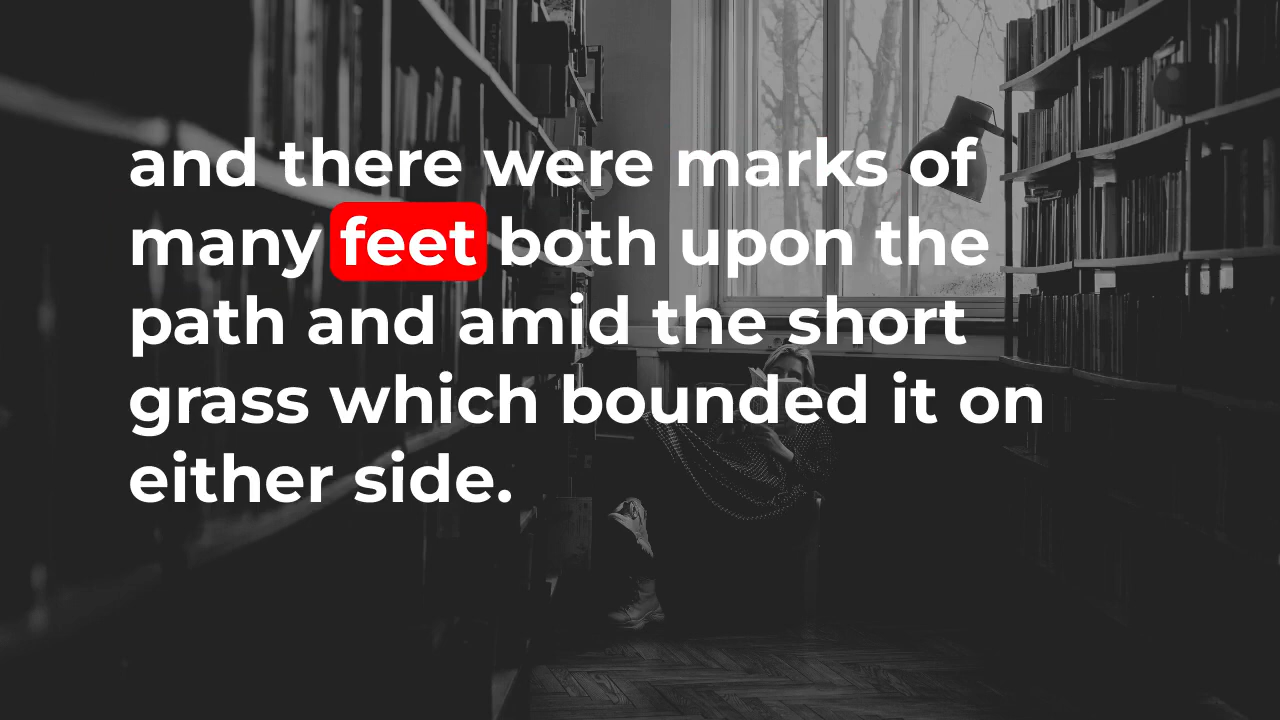 and there were marks of
many feet both upon the
path and amid the short
grass which bounded it on
either side.